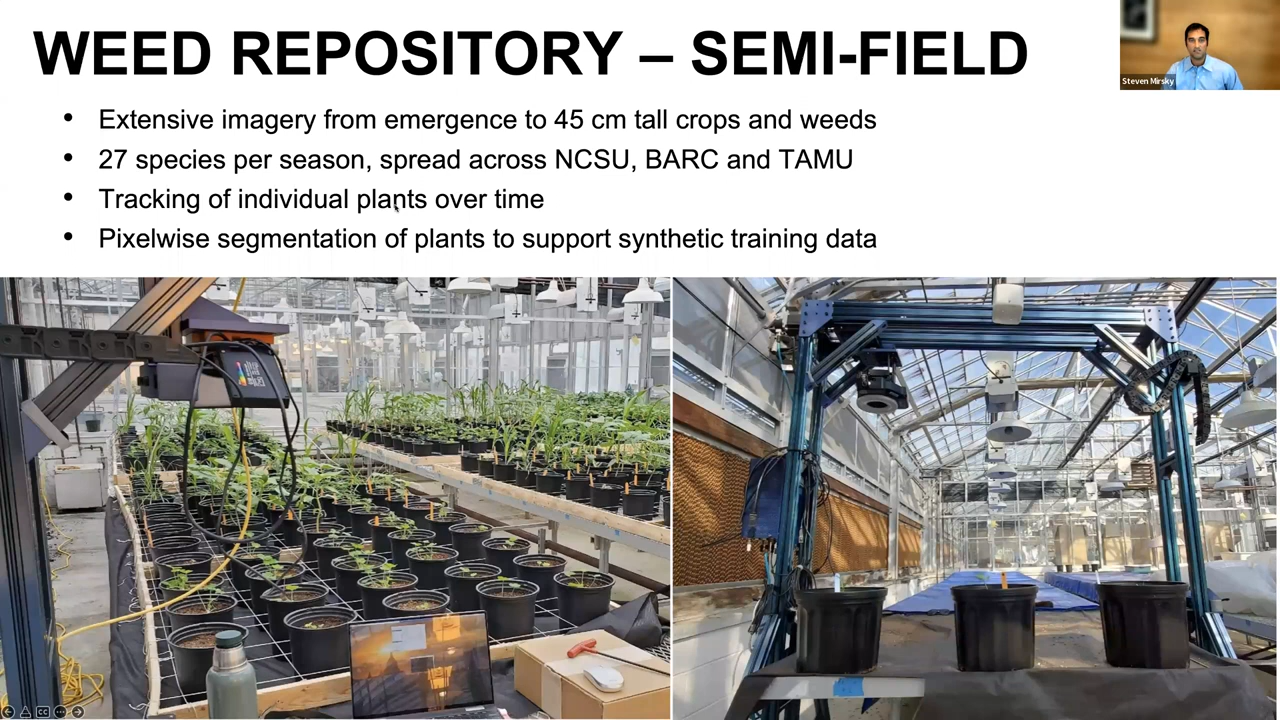 WEED REPOSITORY – SEMI-FIELD
Steven Mirsky
• Extensive imagery from emergence to 45 cm tall crops and weeds
• 27 species per season, spread across NCSU, BARC and TAMU
• Tracking of individual plants over time
• Pixelwise segmentation of plants to support synthetic training data